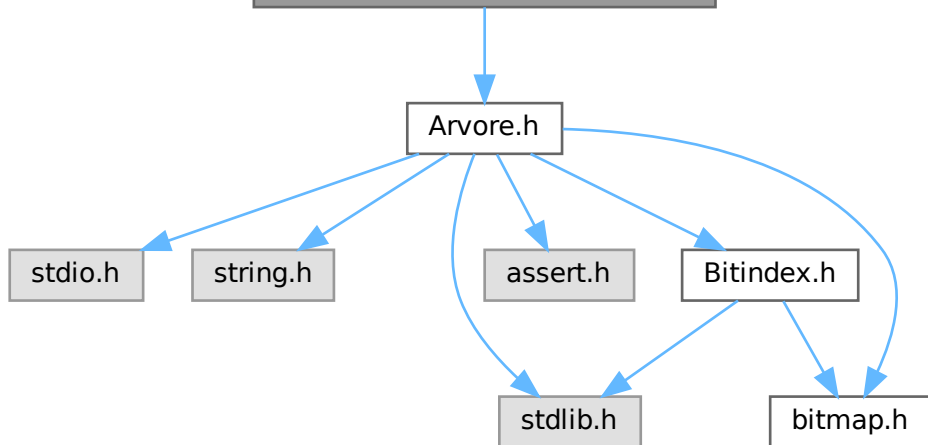 Arvore.h
stdio.h
string.h
assert.h
Bitindex.h
stdlib.h
bitmap.h